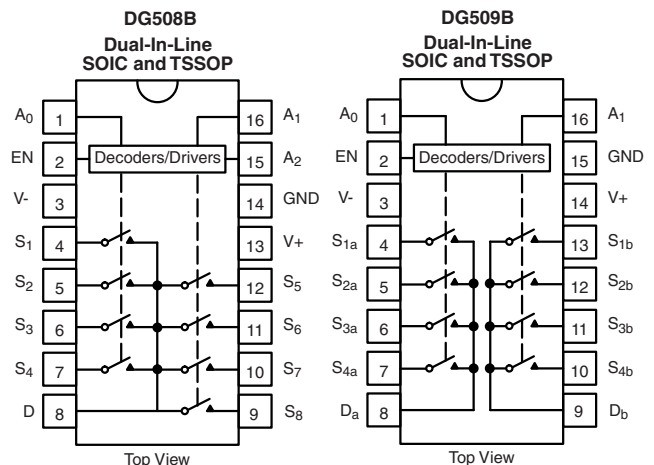 DG508B
Dual-In-Line
SOIC and TSSOP
A0 1 16 A1
EN 2 Decoders/Drivers 15 A2
V- 3 14 GND
S1 4 13 V+
S2 5 12 S5
S3 6 11 S6
S4 7 10 S7
D 8 9 S8
Top View
DG509B
Dual-In-Line
SOIC and TSSOP
A0 1 16 A1
EN 2 Decoders/Drivers 15 GND
V- 3 14 V+
S1a 4 13 S1b
S2a 5 12 S2b
S3a 6 11 S3b
S4a 7 10 S4b
Da 8 9 Db
Top View